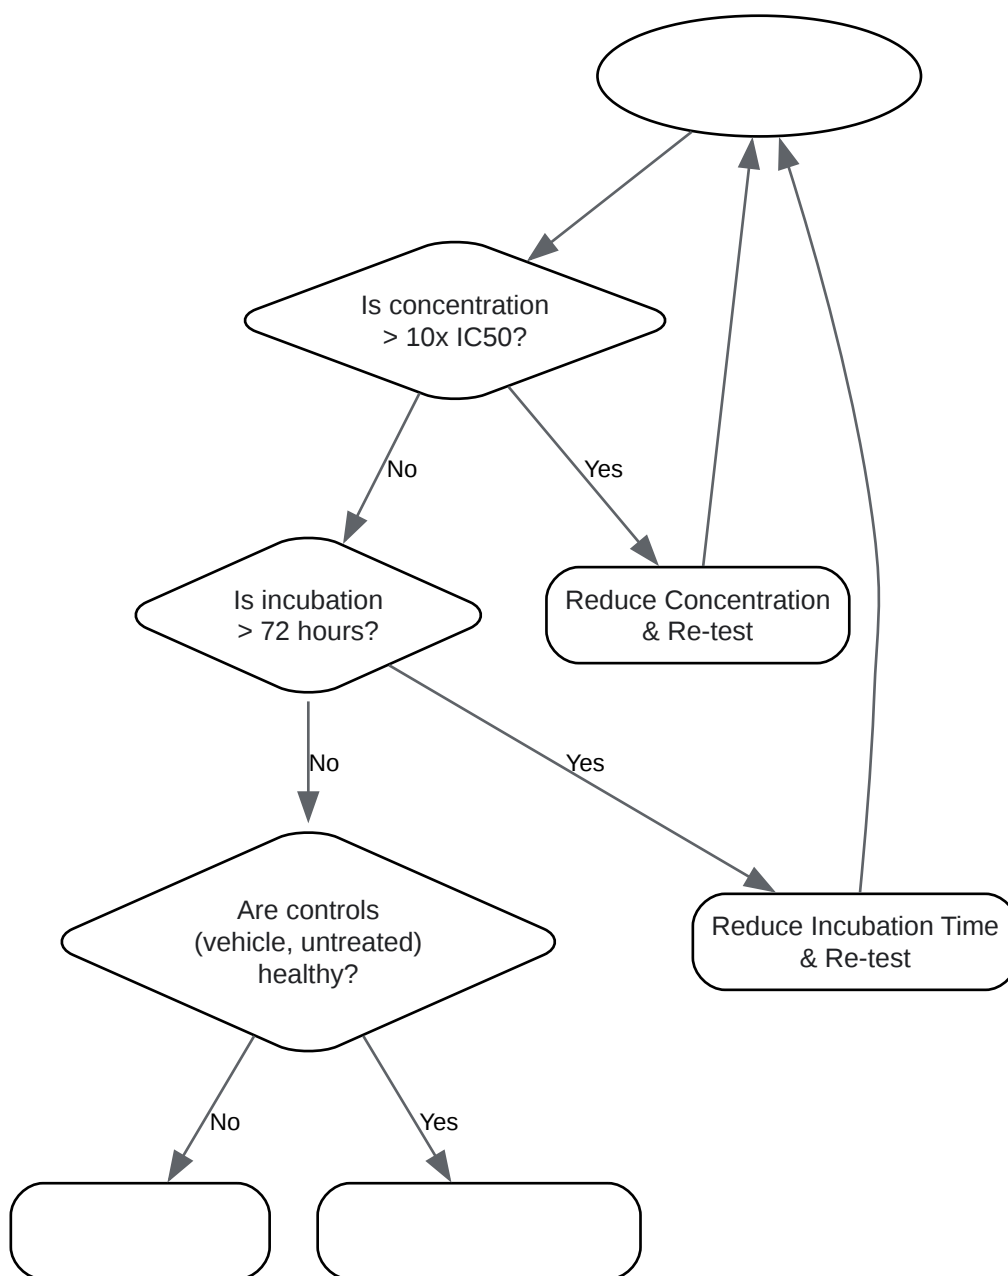 Is concentration
> 10x IC50?
No
Yes
Is incubation
> 72 hours?
Reduce Concentration
& Re-test
No
Yes
Are controls
(vehicle, untreated)
healthy?
Reduce Incubation Time
& Re-test
No
Yes